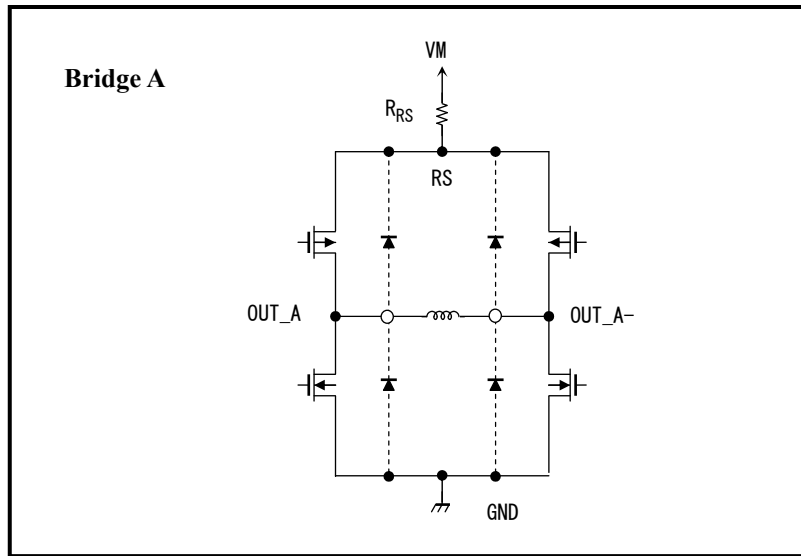 VM
Bridge A
R_RS
RS
OUT_A
OUT_A-
GND